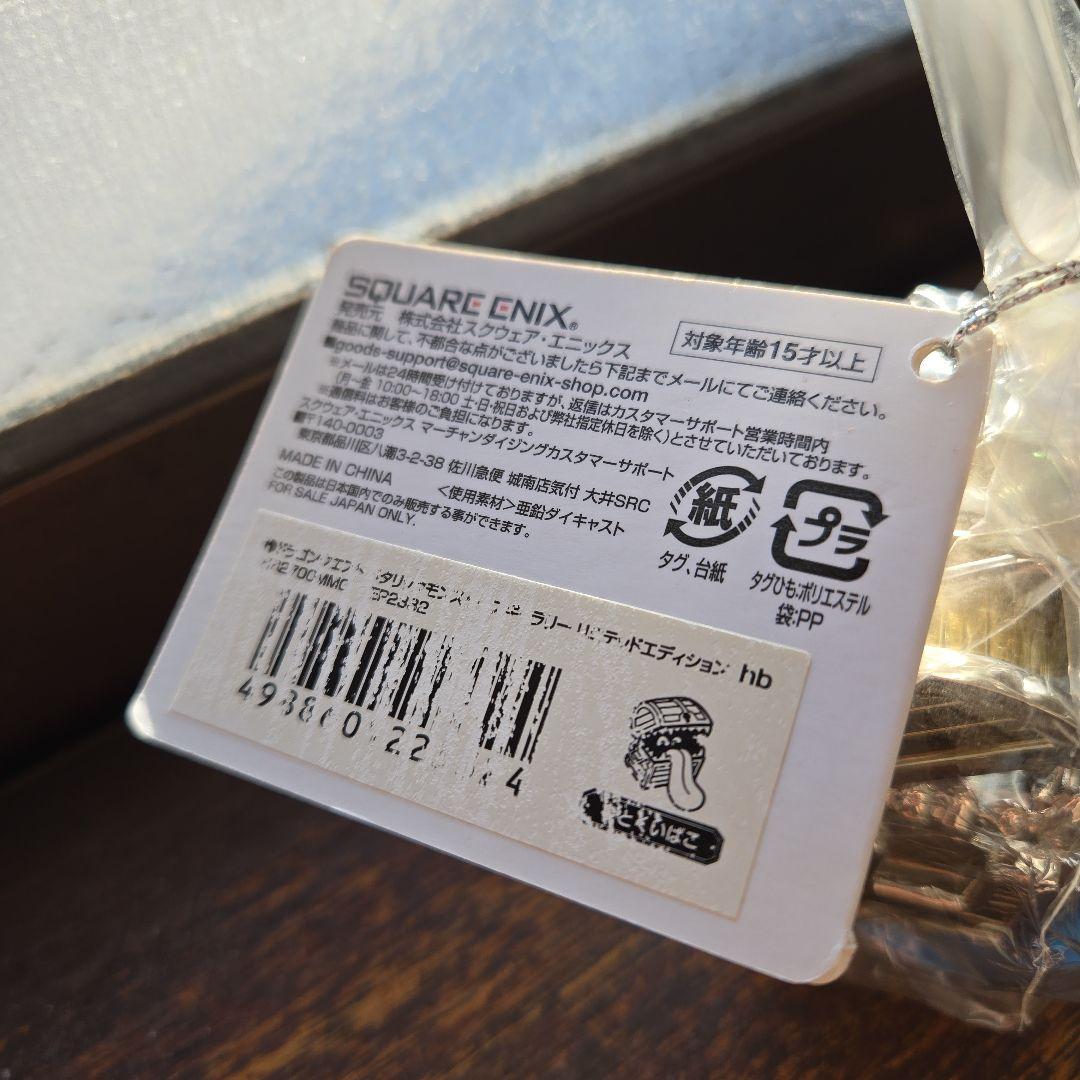 SQUARE ENIX®
発売元 株式会社スクウェア・エニックス
対象年齢15才以上
商品に関して、不都合な点がございましたら下記までメールにてご連絡ください。
■goods-support@square-enix-shop.com
※メールは24時間受け付けておりますが、返信はカスタマーサポート営業時間内
(月~金 10:00~18:00 土・日・祝日および弊社指定休日を除く)とさせていただいております。
※通信料はお客様のご負担になります。
スクウェア・エニックス マーチャンダイジングカスタマーサポート
■〒140-0003
東京都品川区八潮3-2-38 佐川急便 城南店気付 大井SRC
MADE IN CHINA
<使用素材>亜鉛ダイキャスト
この製品は日本国内でのみ販売する事ができます。
FOR SALE JAPAN ONLY.
紙
タグ、台紙
プラ
タグひも:ポリエステル
袋:PP
ラリー
エディション hb
498860 22 4